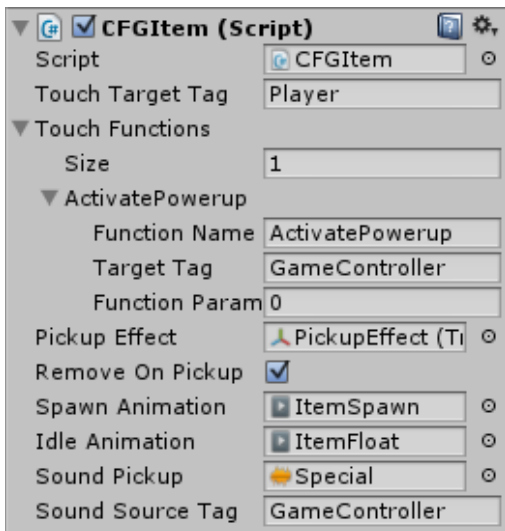 CFGItem (Script)
Script CFGItem
Touch Target Tag Player
Touch Functions
Size 1
ActivatePowerup
Function Name ActivatePowerup
Target Tag GameController
Function Param 0
Pickup Effect PickupEffect (Tr
Remove On Pickup
Spawn Animation ItemSpawn
Idle Animation ItemFloat
Sound Pickup Special
Sound Source Tag GameController